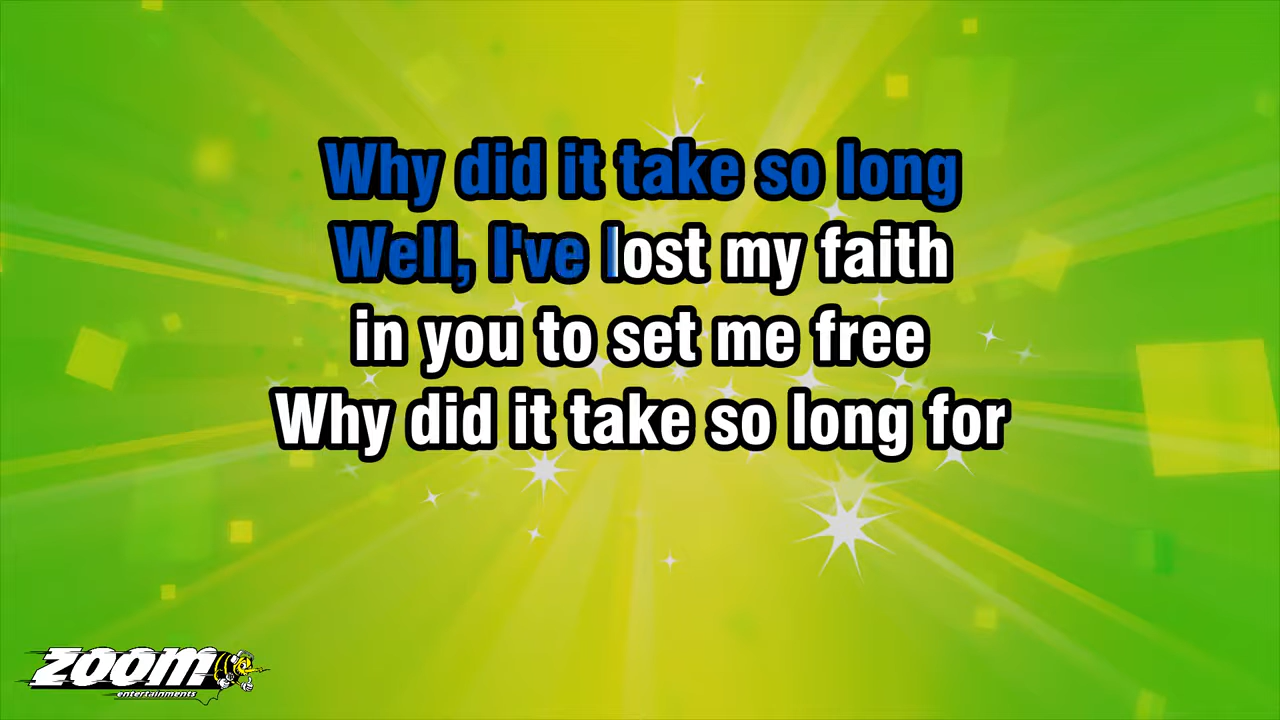 Why did it take so long
Well, I've lost my faith
in you to set me free
Why did it take so long for
ZOOM
entertainments